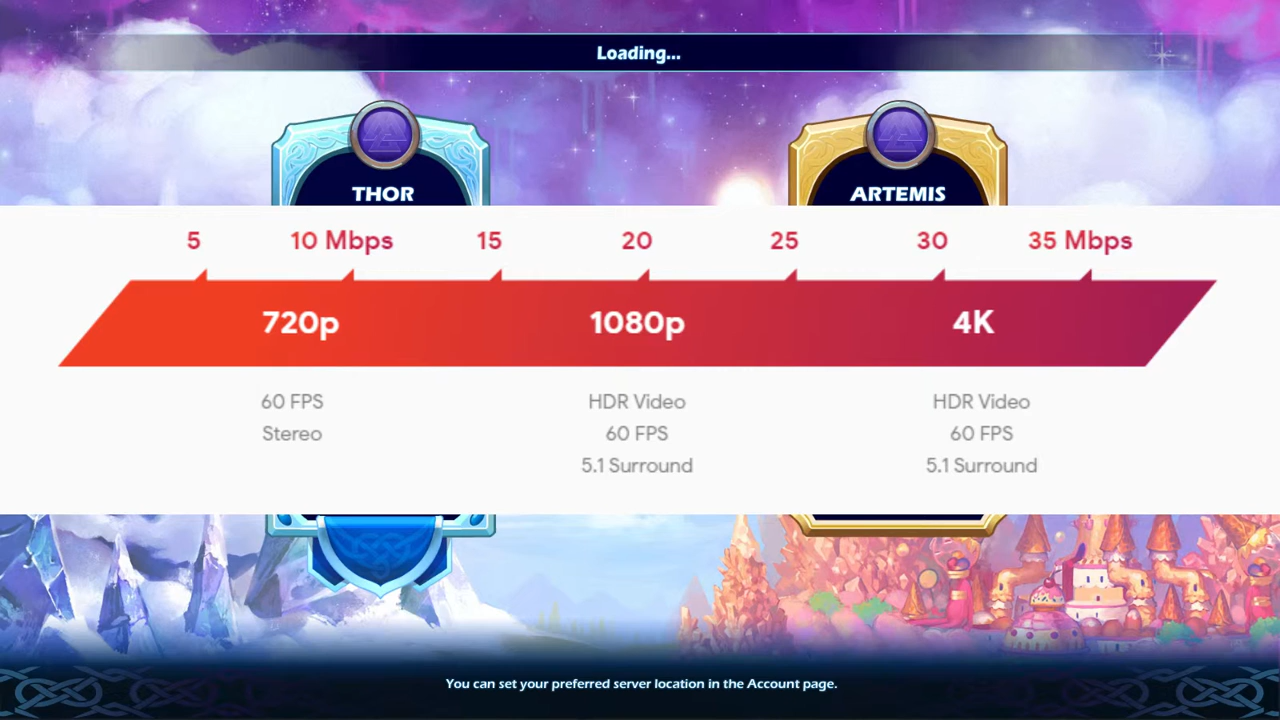 Loading...
THOR
ARTEMIS
5 10 Mbps 15 20 25 30 35 Mbps
720p 1080p 4K
60 FPS
Stereo
HDR Video
60 FPS
5.1 Surround
HDR Video
60 FPS
5.1 Surround
You can set your preferred server location in the Account page.